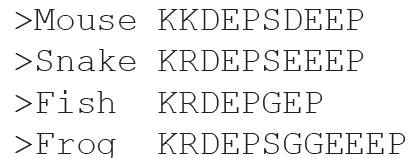 >Mouse KKDEPSDEEP
>Snake KRDEPSEEEP
>Fish KRDEPGEP
>Frog KRDEPSGGEEEP